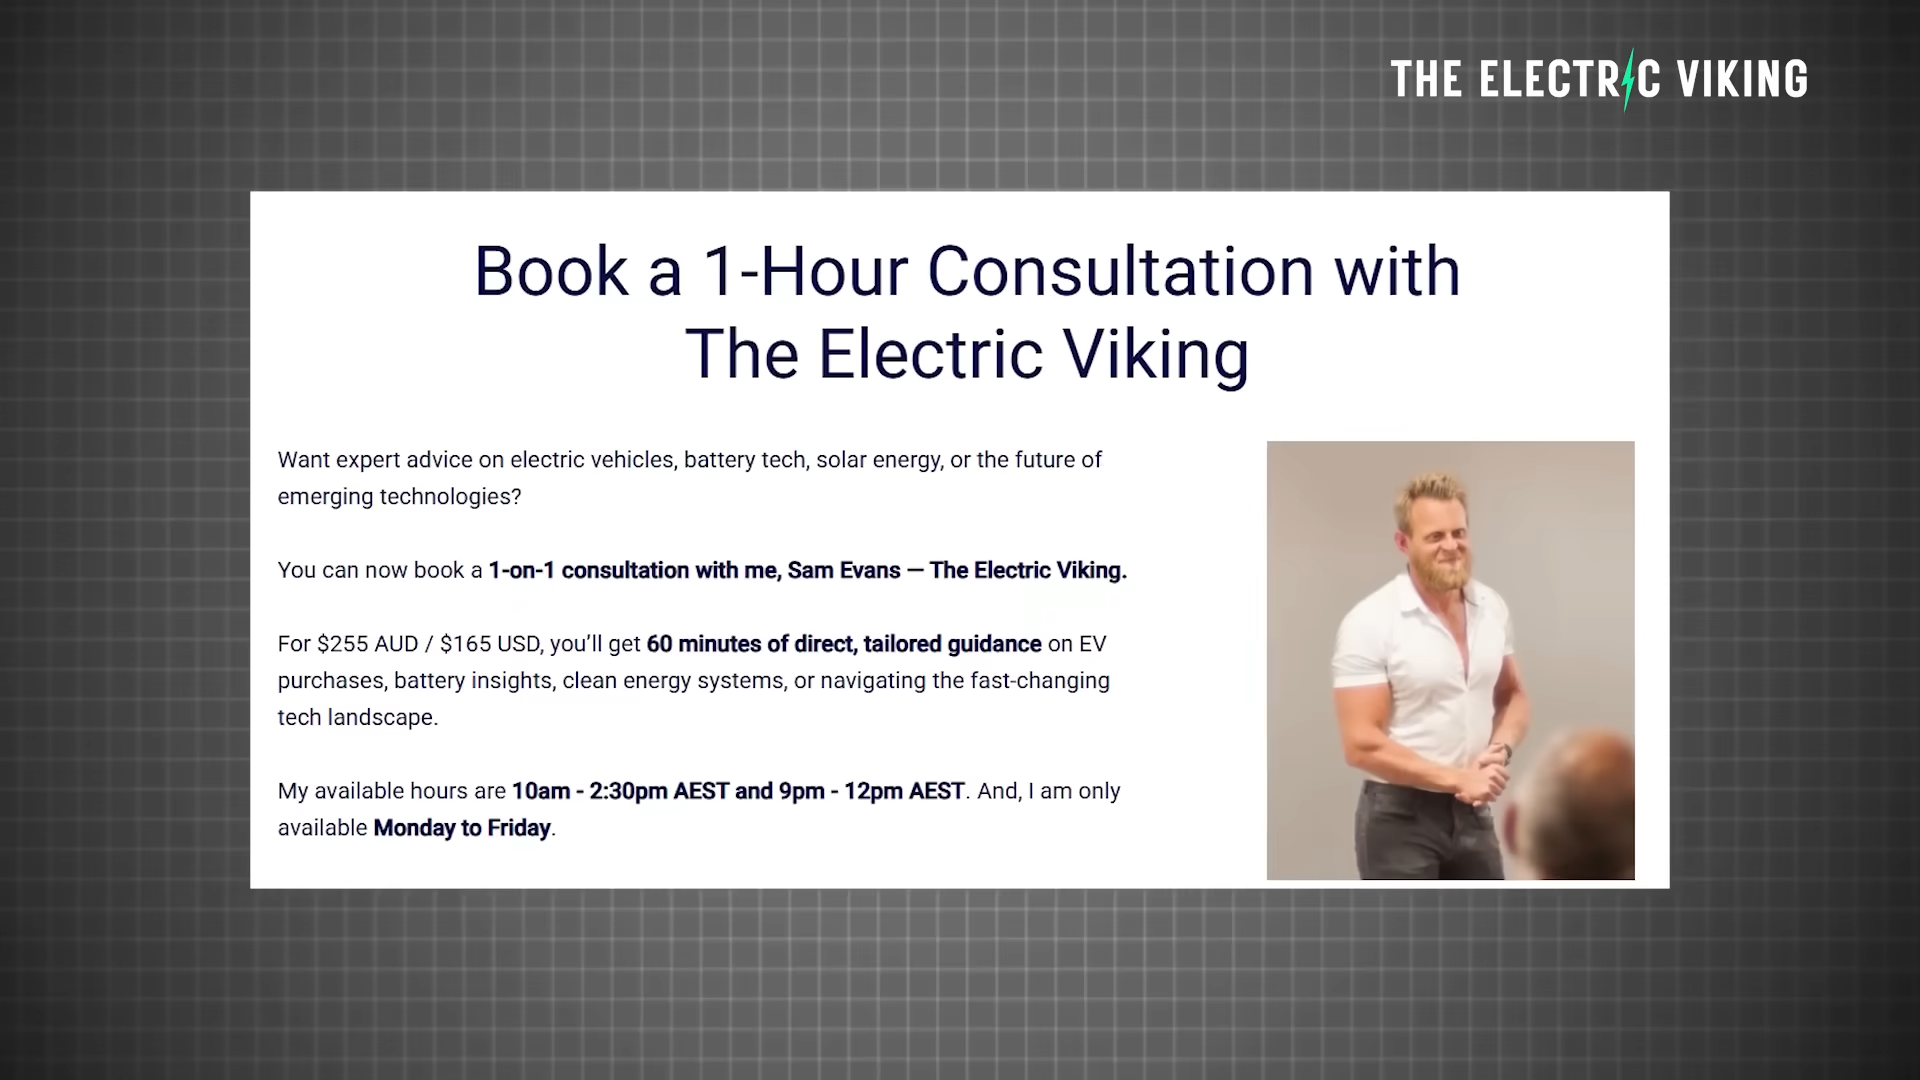 THE ELECTRIC VIKING
Book a 1-Hour Consultation with
The Electric Viking
Want expert advice on electric vehicles, battery tech, solar energy, or the future of
emerging technologies?
You can now book a 1-on-1 consultation with me, Sam Evans — The Electric Viking.
For $255 AUD / $165 USD, you’ll get 60 minutes of direct, tailored guidance on EV
purchases, battery insights, clean energy systems, or navigating the fast-changing
tech landscape.
My available hours are 10am - 2:30pm AEST and 9pm - 12pm AEST. And, I am only
available Monday to Friday.